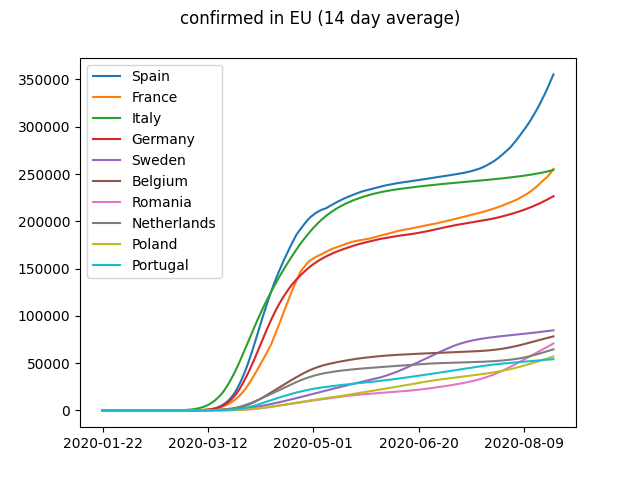 confirmed in EU (14 day average)
350000
300000
250000
200000
150000
100000
50000
0
Spain
France
Italy
Germany
Sweden
Belgium
Romania
Netherlands
Poland
Portugal
2020-01-22 2020-03-12 2020-05-01 2020-06-20 2020-08-09